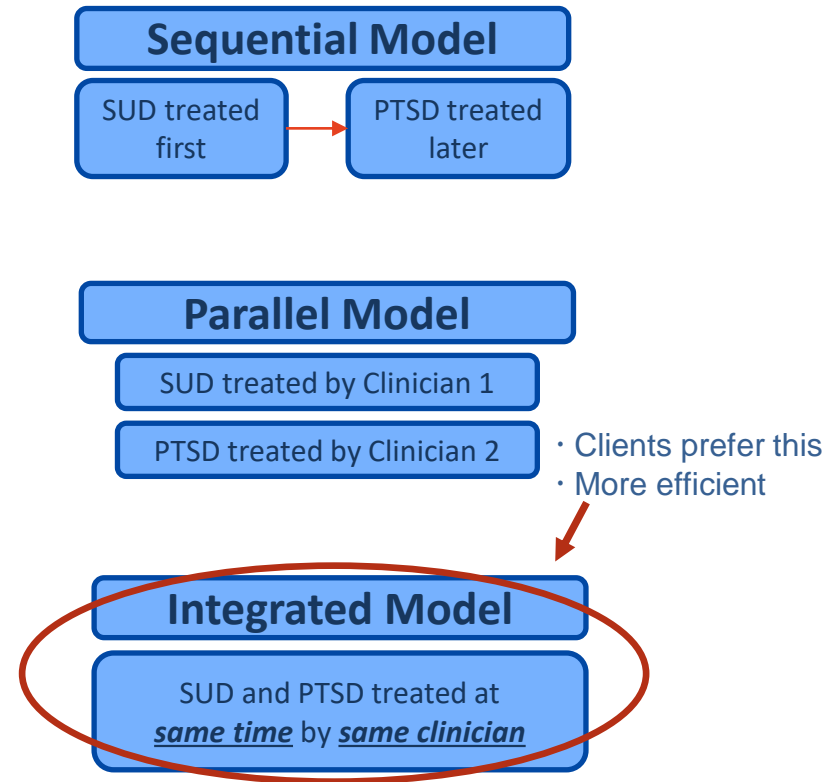 Sequential Model
SUD treated
first
PTSD treated
later
Parallel Model
SUD treated by Clinician 1
PTSD treated by Clinician 2
· Clients prefer this
· More efficient
Integrated Model
SUD and PTSD treated at
same time by same clinician